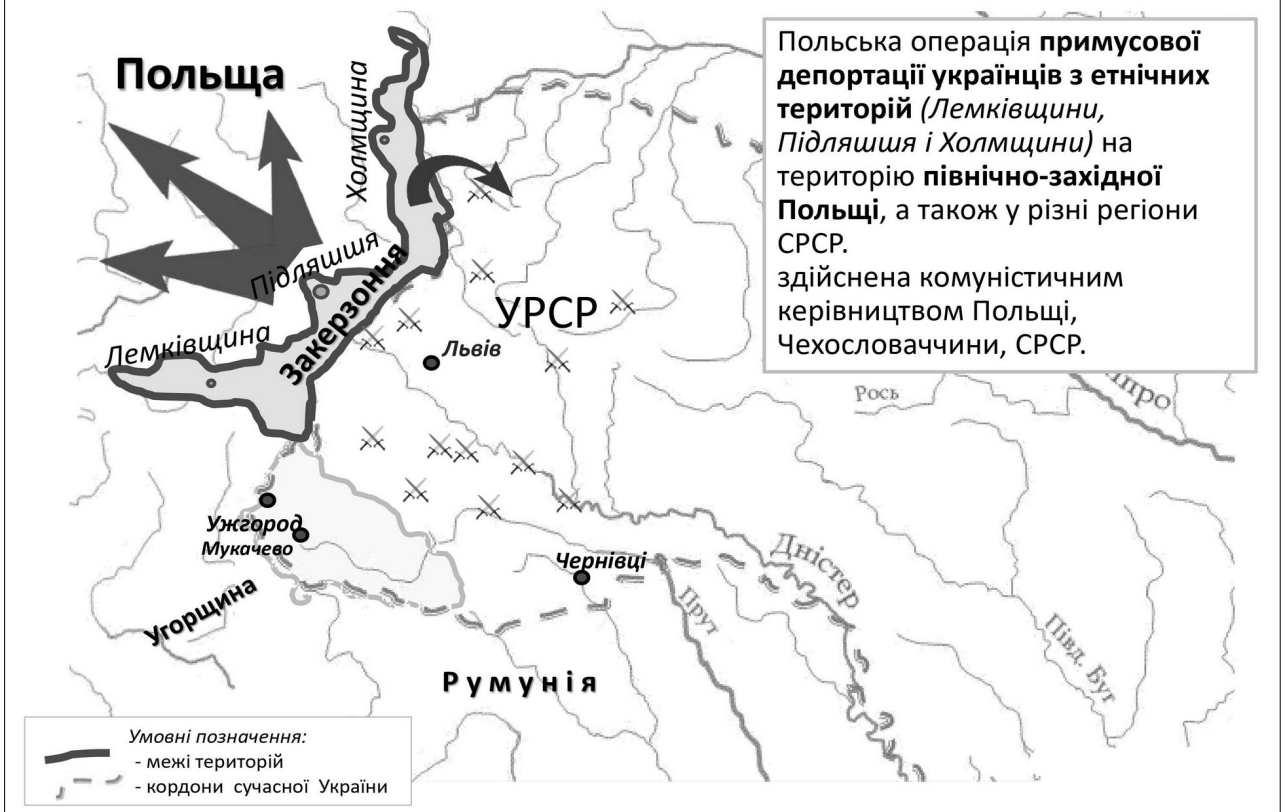 Польща
Холмщина
Підляшшя
Лемківщина
Закерзоння
УРСР
Львів
Польська операція примусової
депортації українців з етнічних
територій (Лемківщини,
Підляшшя і Холмщини) на
територію північно-західної
Польщі, а також у різні регіони
СРСР.
здійснена комуністичним
керівництвом Польщі,
Чехословаччини, СРСР.
Рось
Ужгород
Мукачево
Чернівці
Угорщина
Румунія
Дністер
Прут
Півд. Буг
Умовні позначення:
- межі територій
- кордони сучасної України